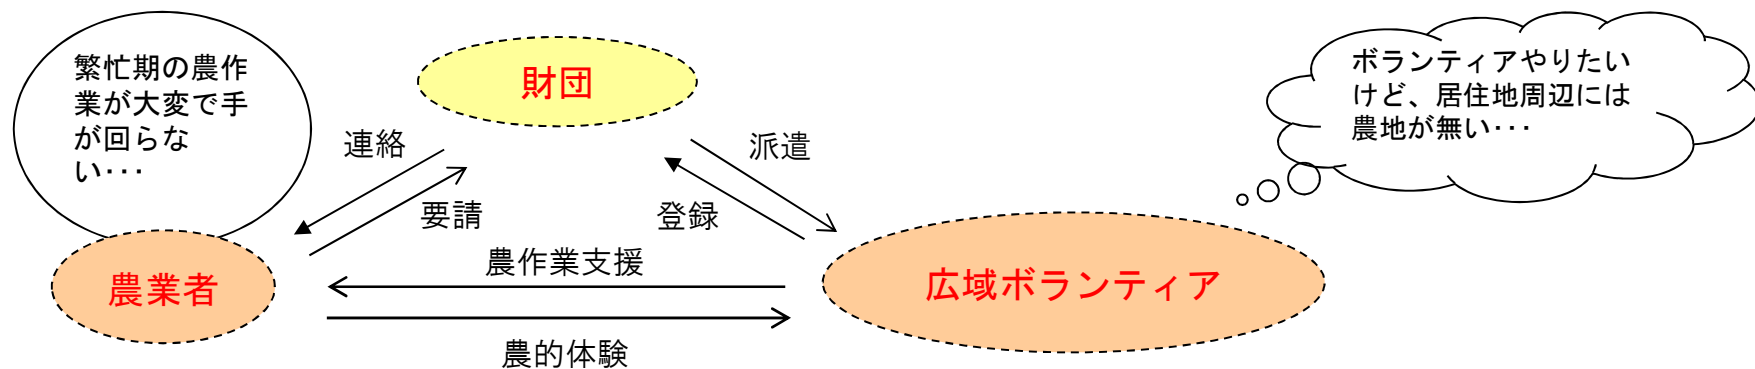 繁忙期の農作
業が大変で手
が回らな
い・・・
財団
ボランティアやりたい
けど、居住地周辺には
農地が無い・・・
連絡
派遣
要請
登録
農作業支援
農業者
広域ボランティア
農的体験